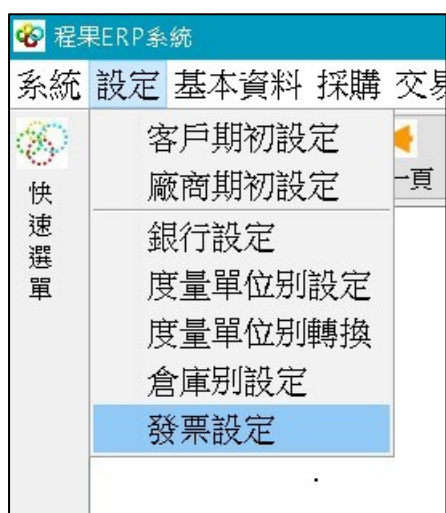 程果ERP系統
系統 設定 基本資料 採購 交易
快速選單
一頁
客戶期初設定
廠商期初設定
銀行設定
度量單位別設定
度量單位別轉換
倉庫別設定
發票設定